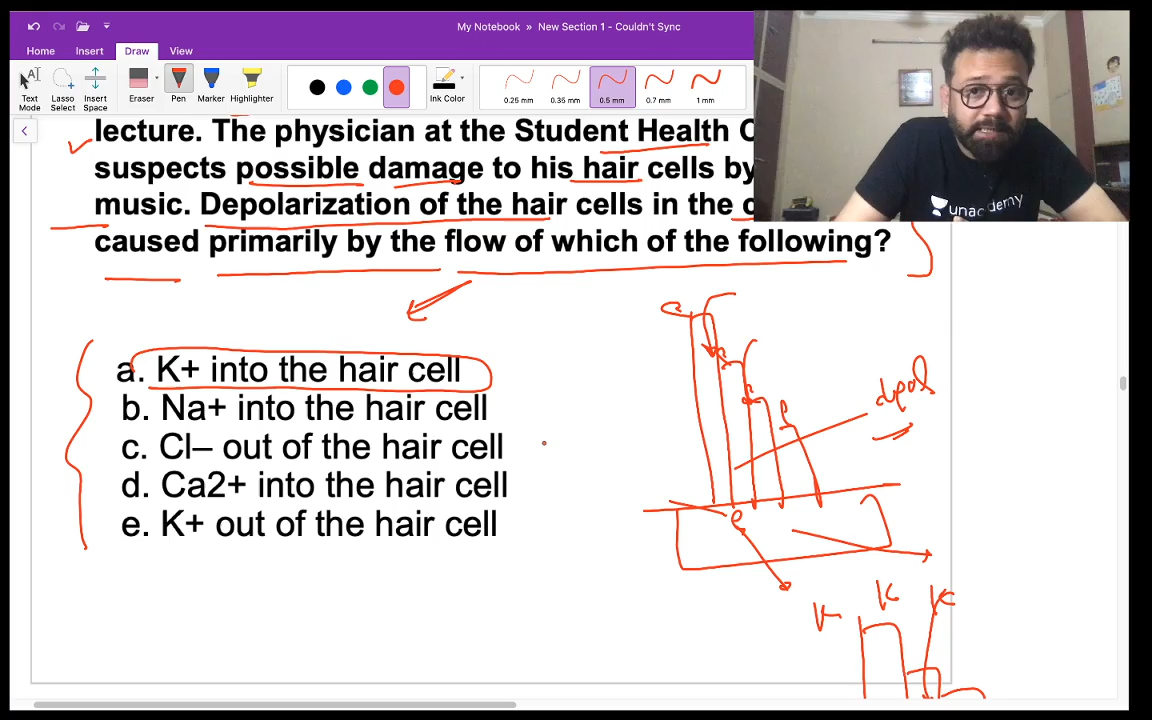 My Notebook » New Section 1 - Couldn't Sync
Home Insert Draw View
Text Mode
Lasso Select
Insert Space
Eraser
Pen
Marker
Highlighter
Ink Color
0.25 mm
0.35 mm
0.5 mm
0.7 mm
1 mm
lecture. The physician at the Student Health C
suspects possible damage to his hair cells by
music. Depolarization of the hair cells in the
caused primarily by the flow of which of the following?
a. K+ into the hair cell
b. Na+ into the hair cell
c. Cl– out of the hair cell
d. Ca2+ into the hair cell
e. K+ out of the hair cell
unacademy
depol
K K K